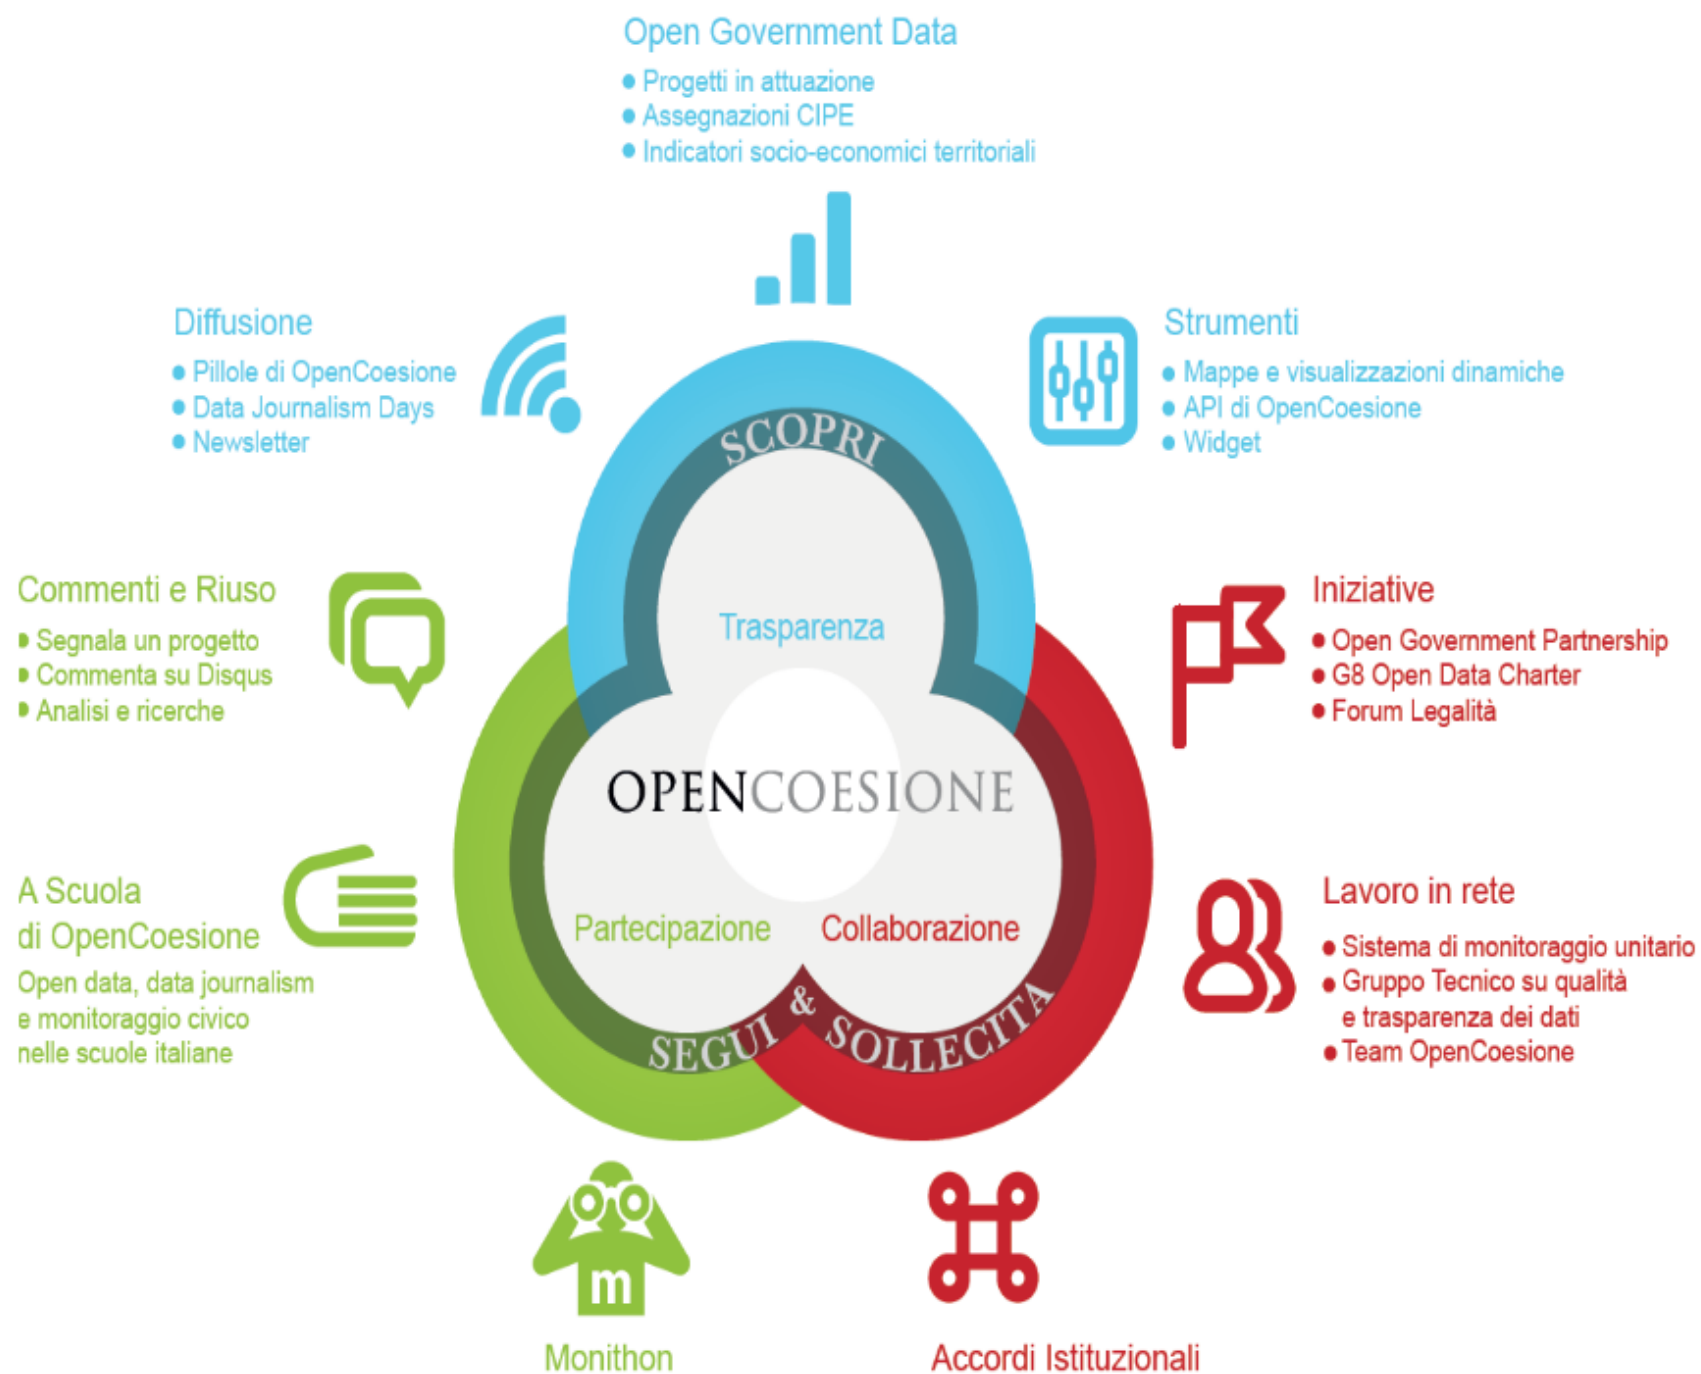 Open Government Data
• Progetti in attuazione
• Assegnazioni CIPE
• Indicatori socio-economici territoriali
Diffusione
• Pillole di OpenCoesione
• Data Journalism Days
• Newsletter
Strumenti
• Mappe e visualizzazioni dinamiche
• API di OpenCoesione
• Widget
SCOPRI
Trasparenza
Commenti e Riuso
• Segnala un progetto
• Commenta su Disqus
• Analisi e ricerche
Iniziative
• Open Government Partnership
• G8 Open Data Charter
• Forum Legalità
OPENCOESIONE
A Scuola
di OpenCoesione
Open data, data journalism
e monitoraggio civico
nelle scuole italiane
Partecipazione
Collaborazione
SEGUI & SOLLECITA
Lavoro in rete
• Sistema di monitoraggio unitario
• Gruppo Tecnico su qualità
e trasparenza dei dati
• Team OpenCoesione
m
Monithon
Accordi Istituzionali